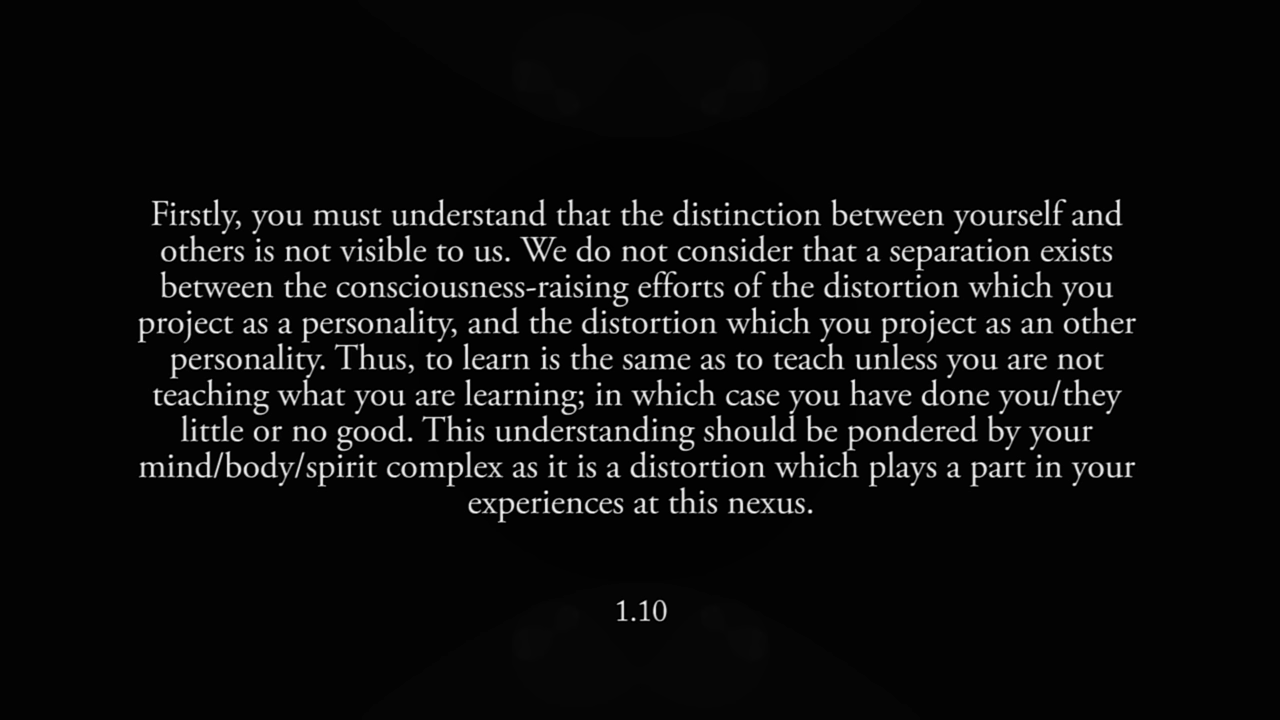 Firstly, you must understand that the distinction between yourself and
others is not visible to us. We do not consider that a separation exists
between the consciousness-raising efforts of the distortion which you
project as a personality, and the distortion which you project as an other
personality. Thus, to learn is the same as to teach unless you are not
teaching what you are learning; in which case you have done you/they
little or no good. This understanding should be pondered by your
mind/body/spirit complex as it is a distortion which plays a part in your
experiences at this nexus.
1.10